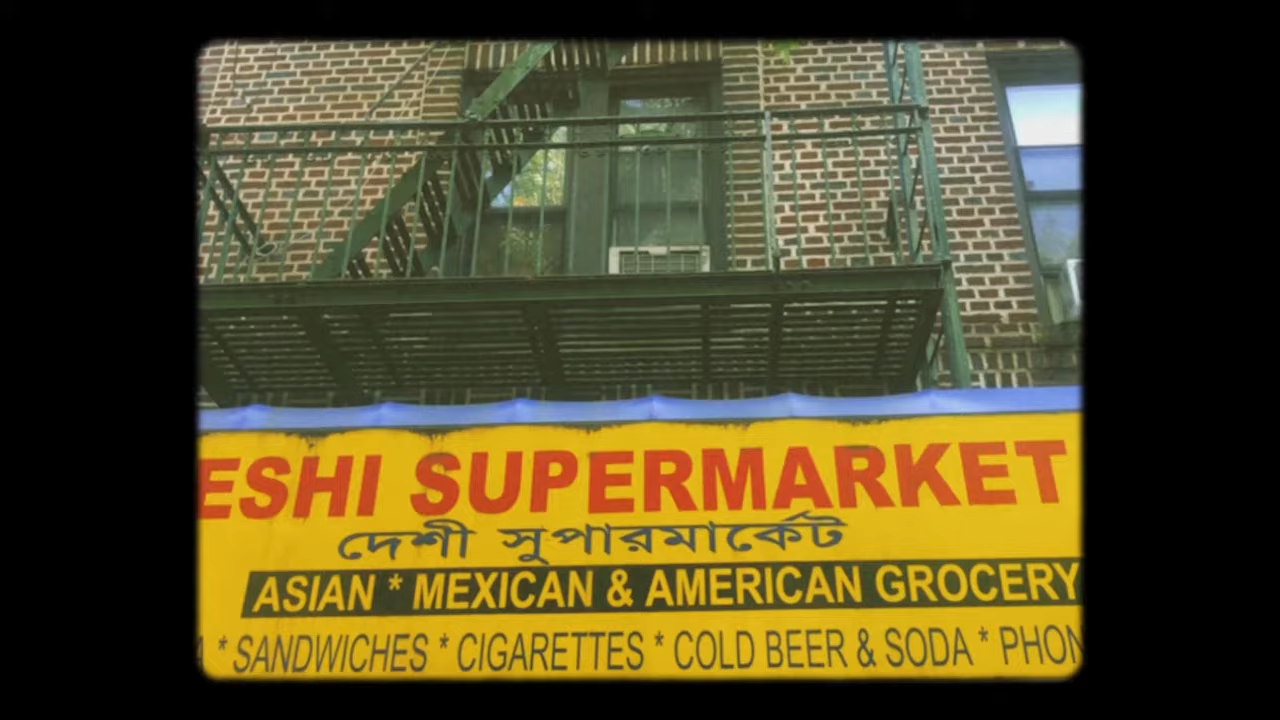 ESHI SUPERMARKET
দেশী সুপারমার্কেট
ASIAN * MEXICAN & AMERICAN GROCERY
* SANDWICHES * CIGARETTES * COLD BEER & SODA * PHON